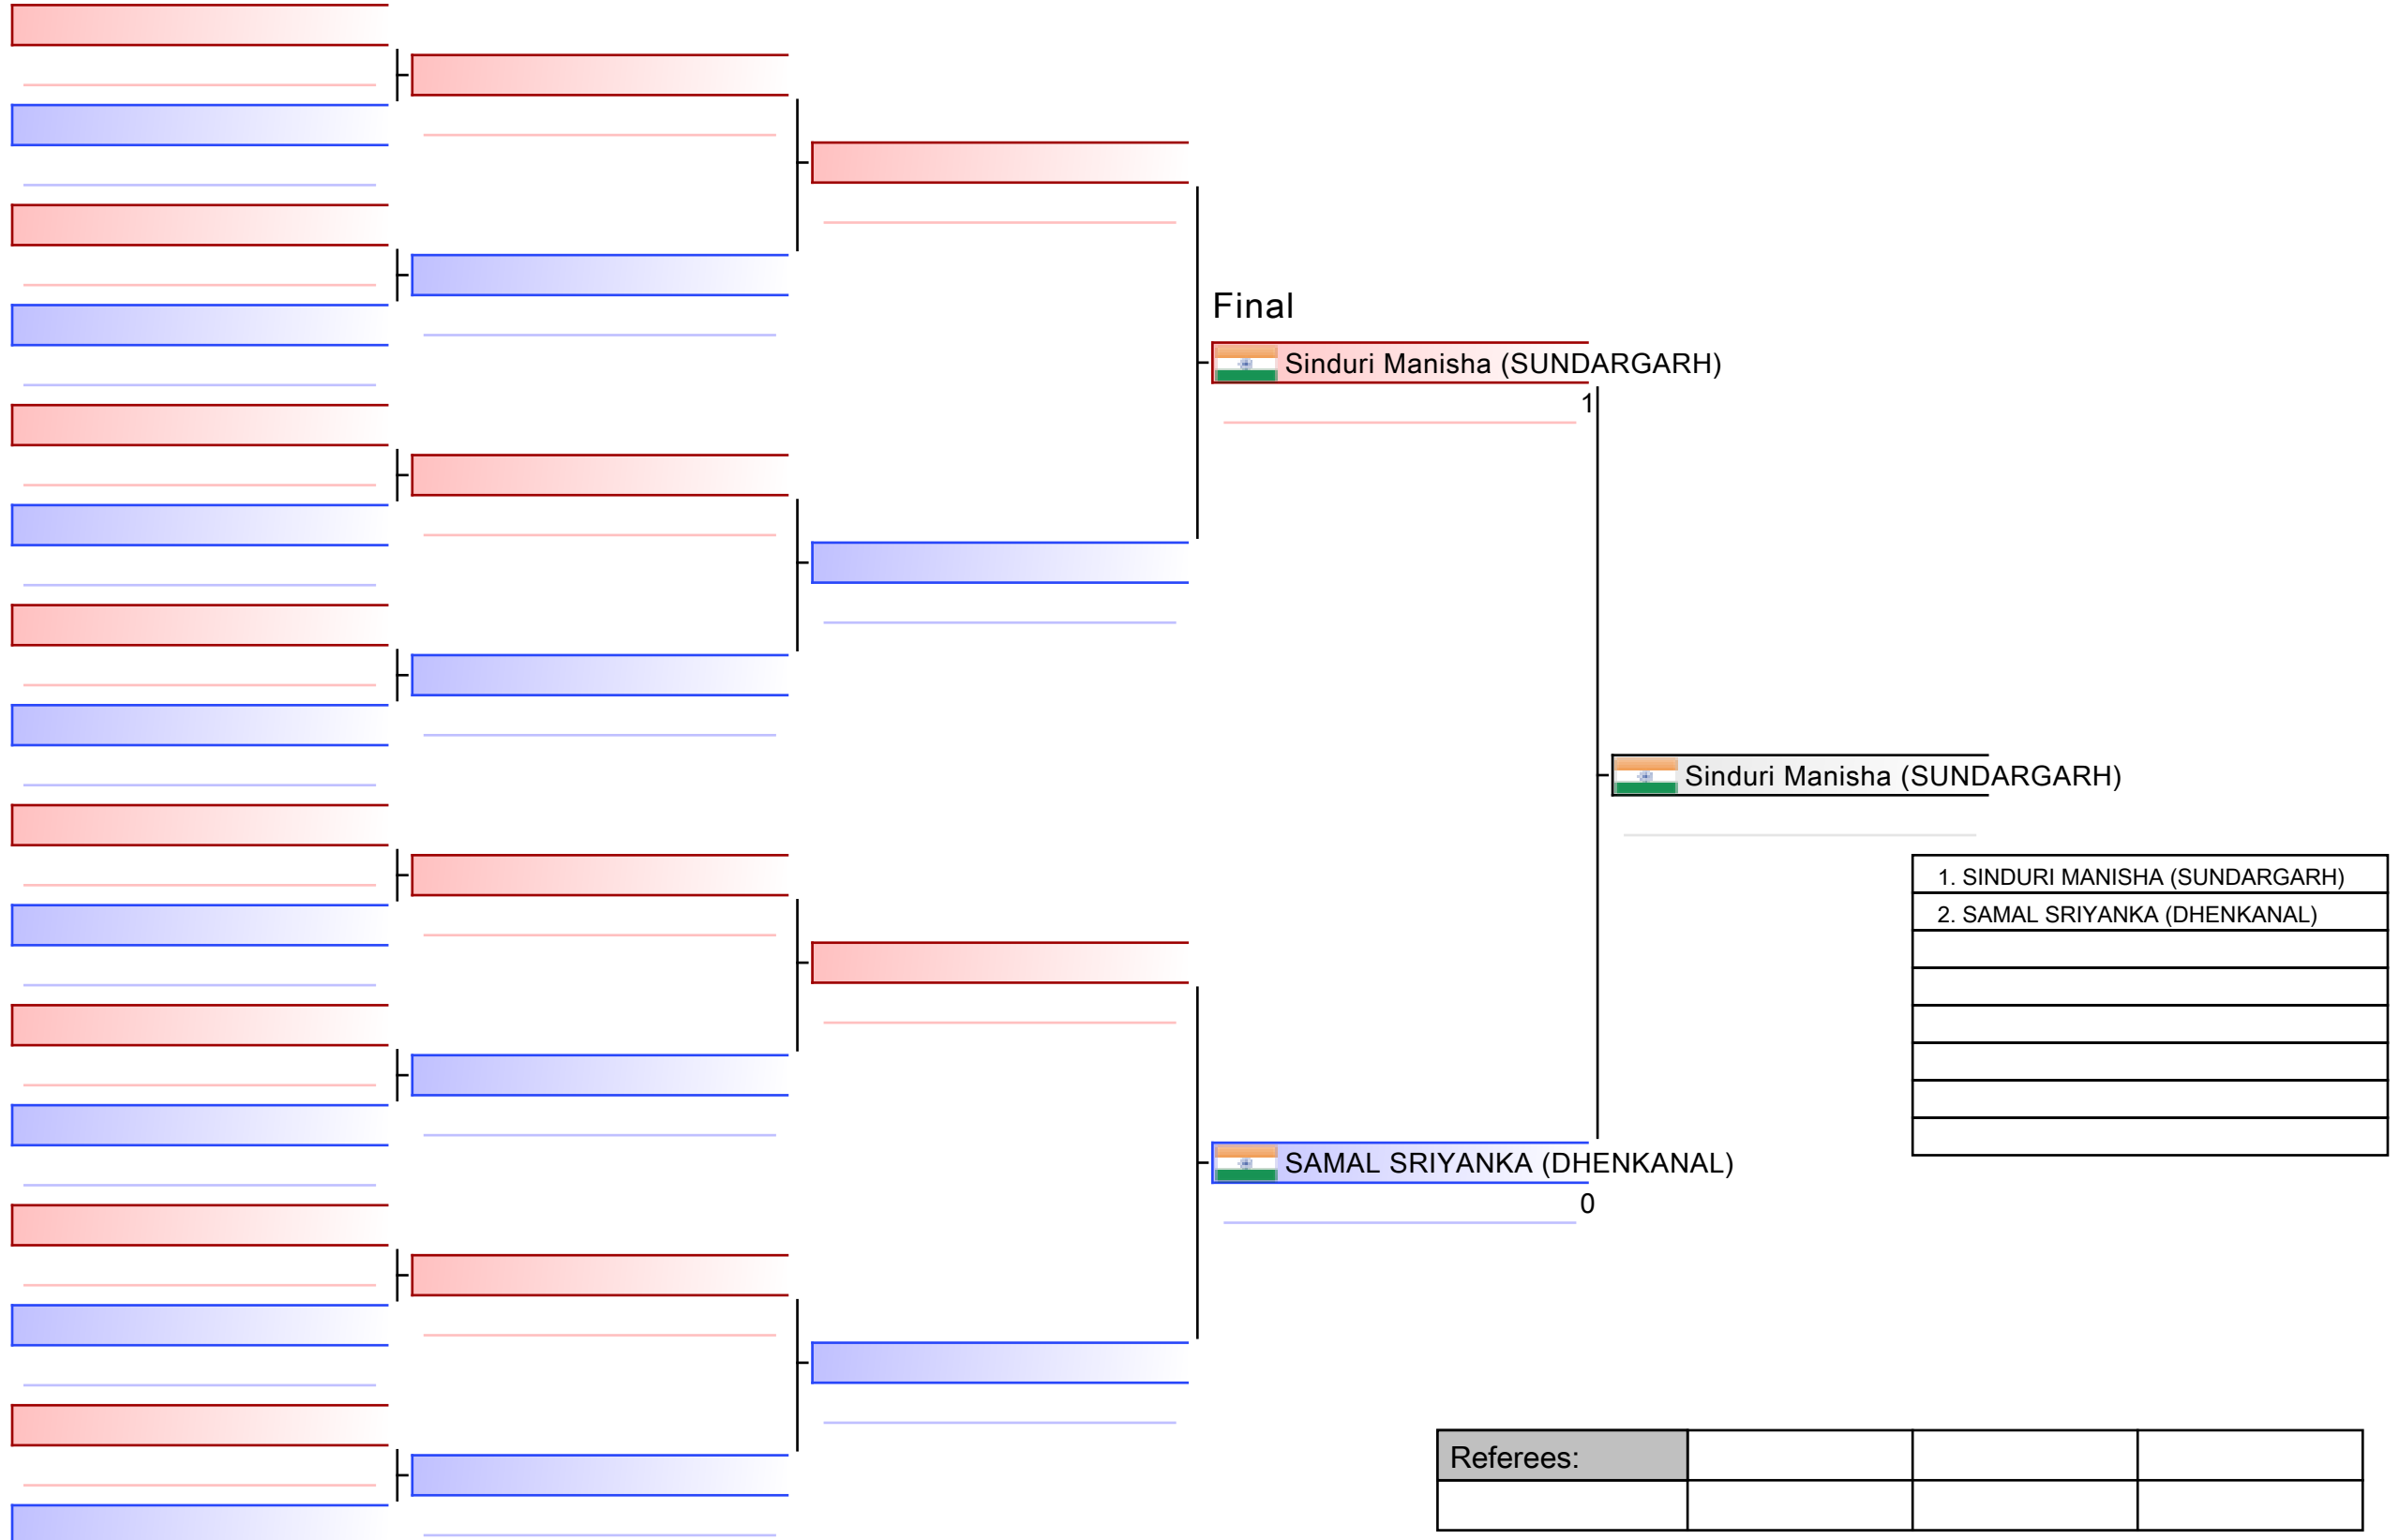 Final
Sinduri Manisha (SUNDARGARH)
1
Sinduri Manisha (SUNDARGARH)
1. SINDURI MANISHA (SUNDARGARH)
2. SAMAL SRIYANKA (DHENKANAL)
SAMAL SRIYANKA (DHENKANAL)
0
Referees: